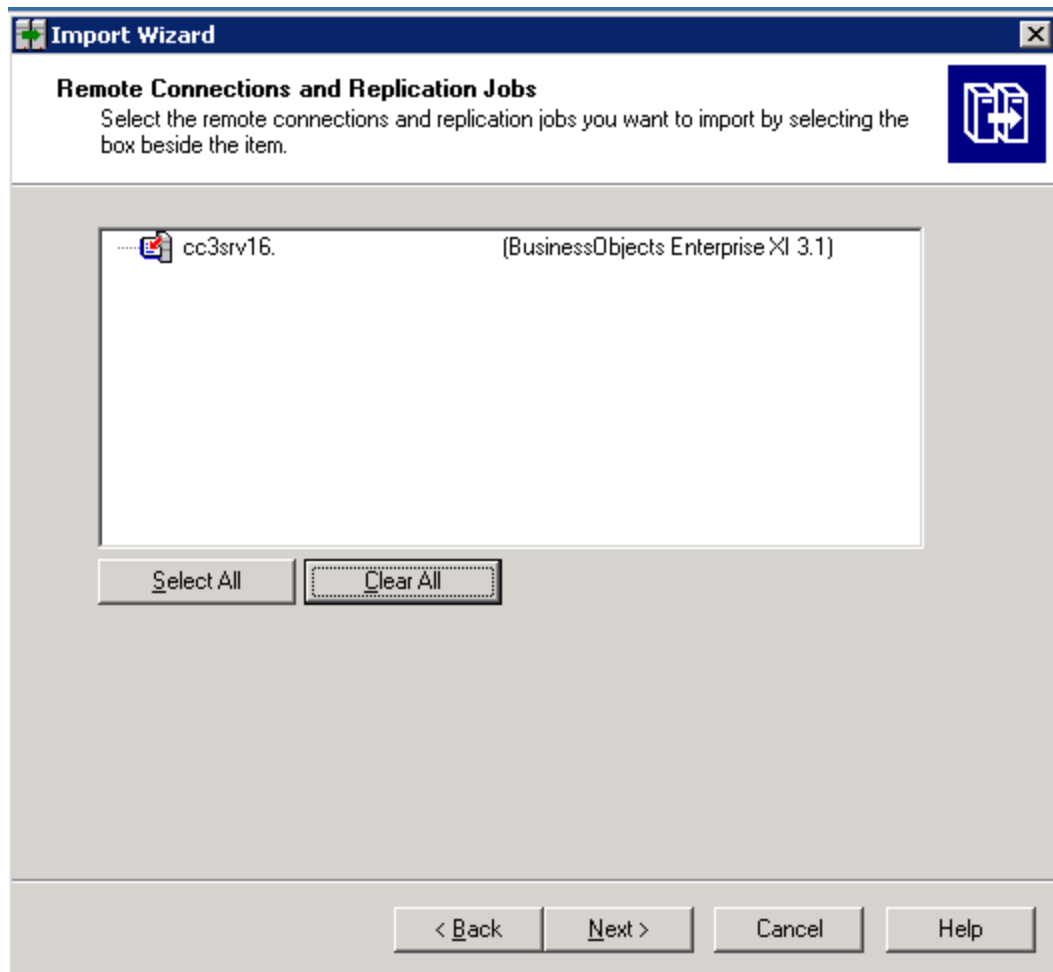 Import Wizard
Remote Connections and Replication Jobs
Select the remote connections and replication jobs you want to import by selecting the
box beside the item.
cc3srv16. (BusinessObjects Enterprise XI 3.1)
Select All Clear All
< Back Next > Cancel Help